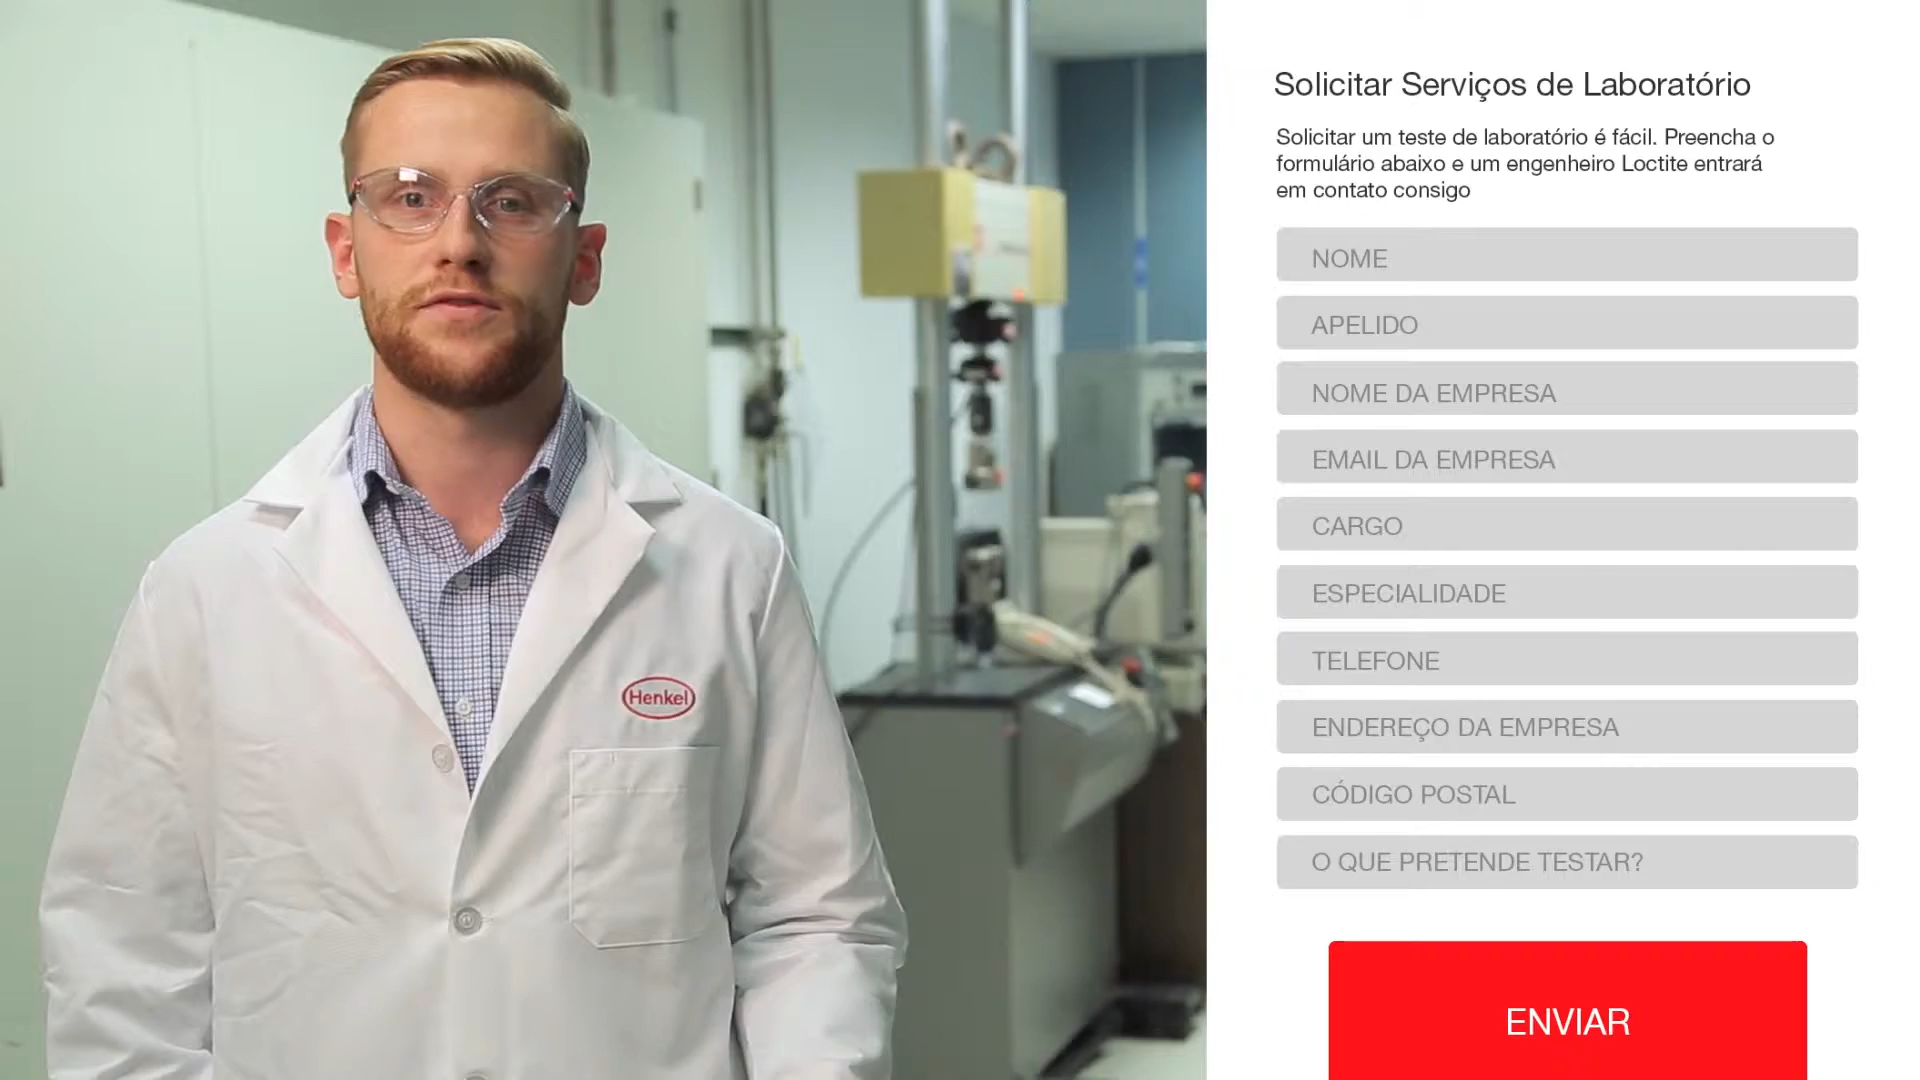 Henkel
Solicitar Serviços de Laboratório
Solicitar um teste de laboratório é fácil. Preencha o
formulário abaixo e um engenheiro Loctite entrará
em contato consigo
NOME
APELIDO
NOME DA EMPRESA
EMAIL DA EMPRESA
CARGO
ESPECIALIDADE
TELEFONE
ENDEREÇO DA EMPRESA
CÓDIGO POSTAL
O QUE PRETENDE TESTAR?
ENVIAR